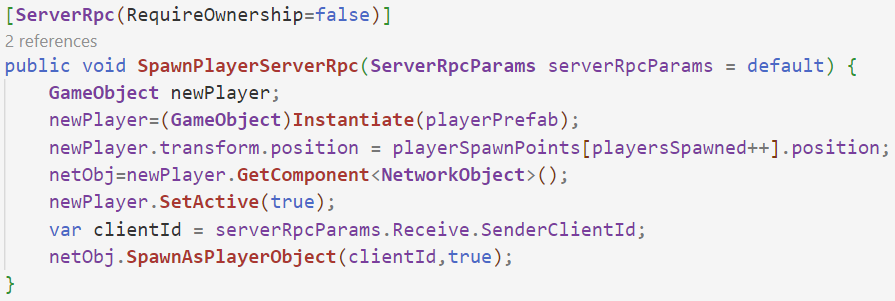 [ServerRpc(RequireOwnership=false)]
2 references
public void SpawnPlayerServerRpc(ServerRpcParams serverRpcParams = default) {
GameObject newPlayer;
newPlayer=(GameObject)Instantiate(playerPrefab);
newPlayer.transform.position = playerSpawnPoints[playersSpawned++].position;
netObj=newPlayer.GetComponent<NetworkObject>();
newPlayer.SetActive(true);
var clientId = serverRpcParams.Receive.SenderClientId;
netObj.SpawnAsPlayerObject(clientId,true);
}